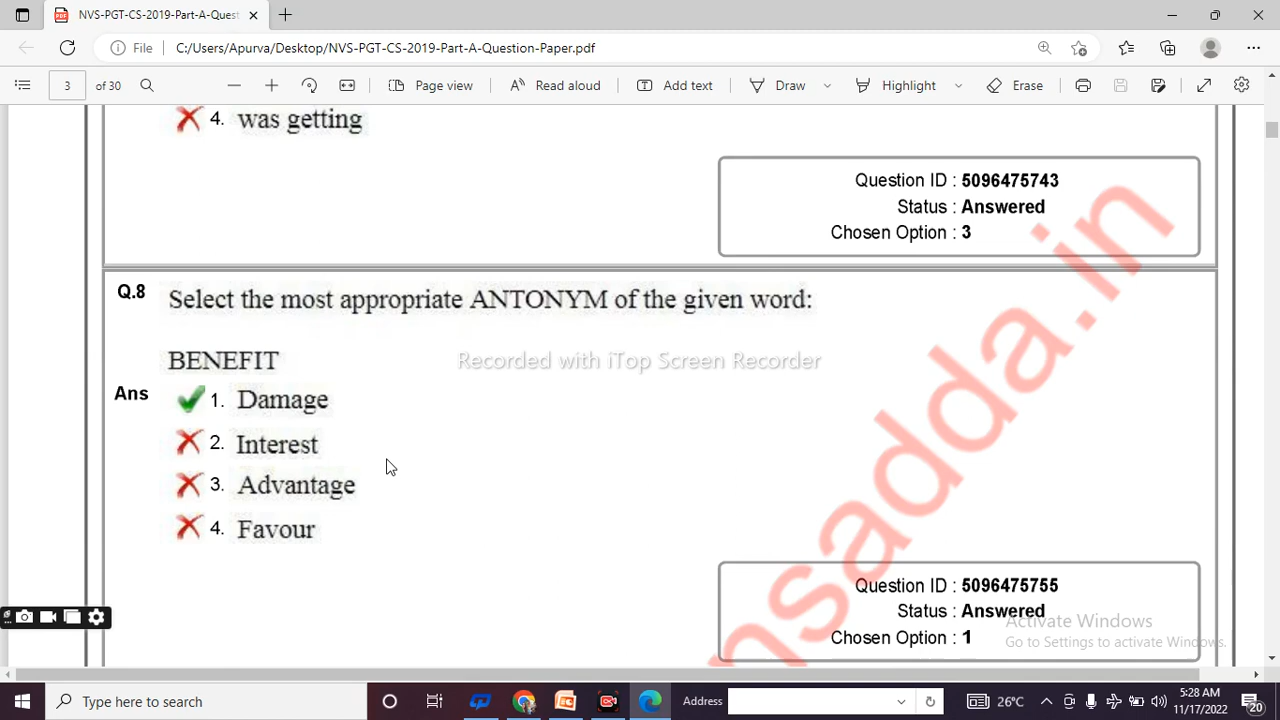 NVS-PGT-CS-2019-Part-A-Quest
File
C:/Users/Apurva/Desktop/NVS-PGT-CS-2019-Part-A-Question-Paper.pdf
3 of 30
Page view
Read aloud
Add text
Draw
Highlight
Erase
4. was getting
Question ID : 5096475743
Status : Answered
Chosen Option : 3
Q.8 Select the most appropriate ANTONYM of the given word:
BENEFIT
Recorded with iTop Screen Recorder
Ans 1. Damage
2. Interest
3. Advantage
4. Favour
nsadda.in
Question ID : 5096475755
Status : Answered
Chosen Option : 1
Activate Windows
Go to Settings to activate Windows.
Type here to search
Address
26°C
5:28 AM
11/17/2022
20